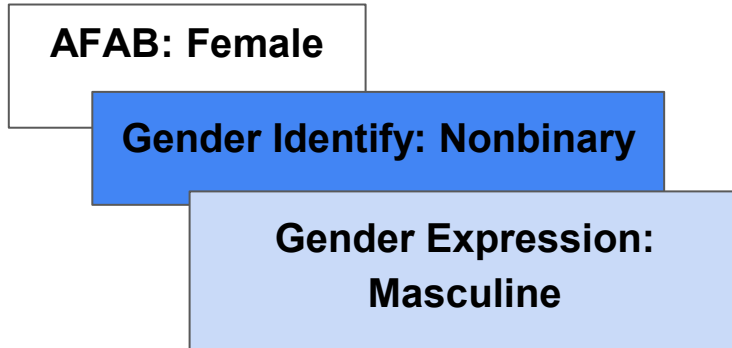 AFAB: Female
Gender Identify: Nonbinary
Gender Expression:
Masculine